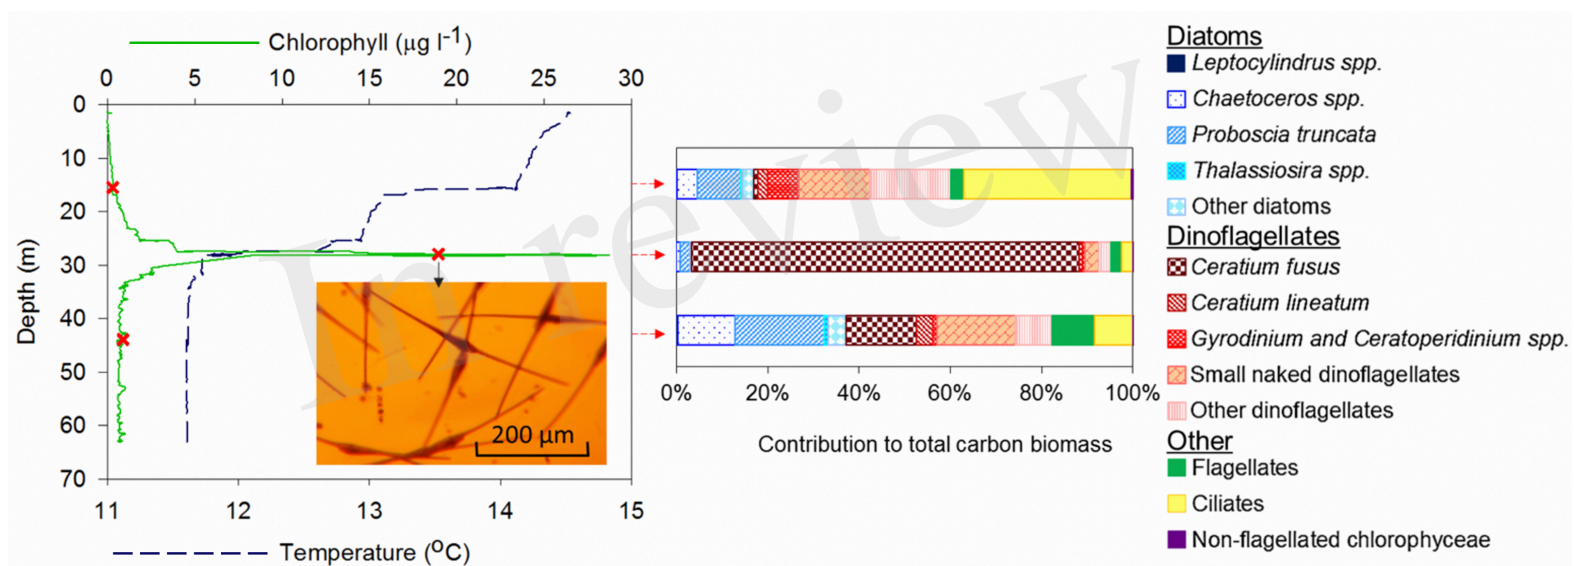 Chlorophyll (µg l-1)
0 5 10 15 20 25 30
0
10
20
30
40
50
60
70
Depth (m)
11 12 13 14 15
Temperature (oC)
200 µm
0% 20% 40% 60% 80% 100%
Contribution to total carbon biomass
Diatoms
Leptocylindrus spp.
Chaetoceros spp.
Proboscia truncata
Thalassiosira spp.
Other diatoms
Dinoflagellates
Ceratium fusus
Ceratium lineatum
Gyrodinium and Ceratoperidinium spp.
Small naked dinoflagellates
Other dinoflagellates
Other
Flagellates
Ciliates
Non-flagellated chlorophyceae
In review